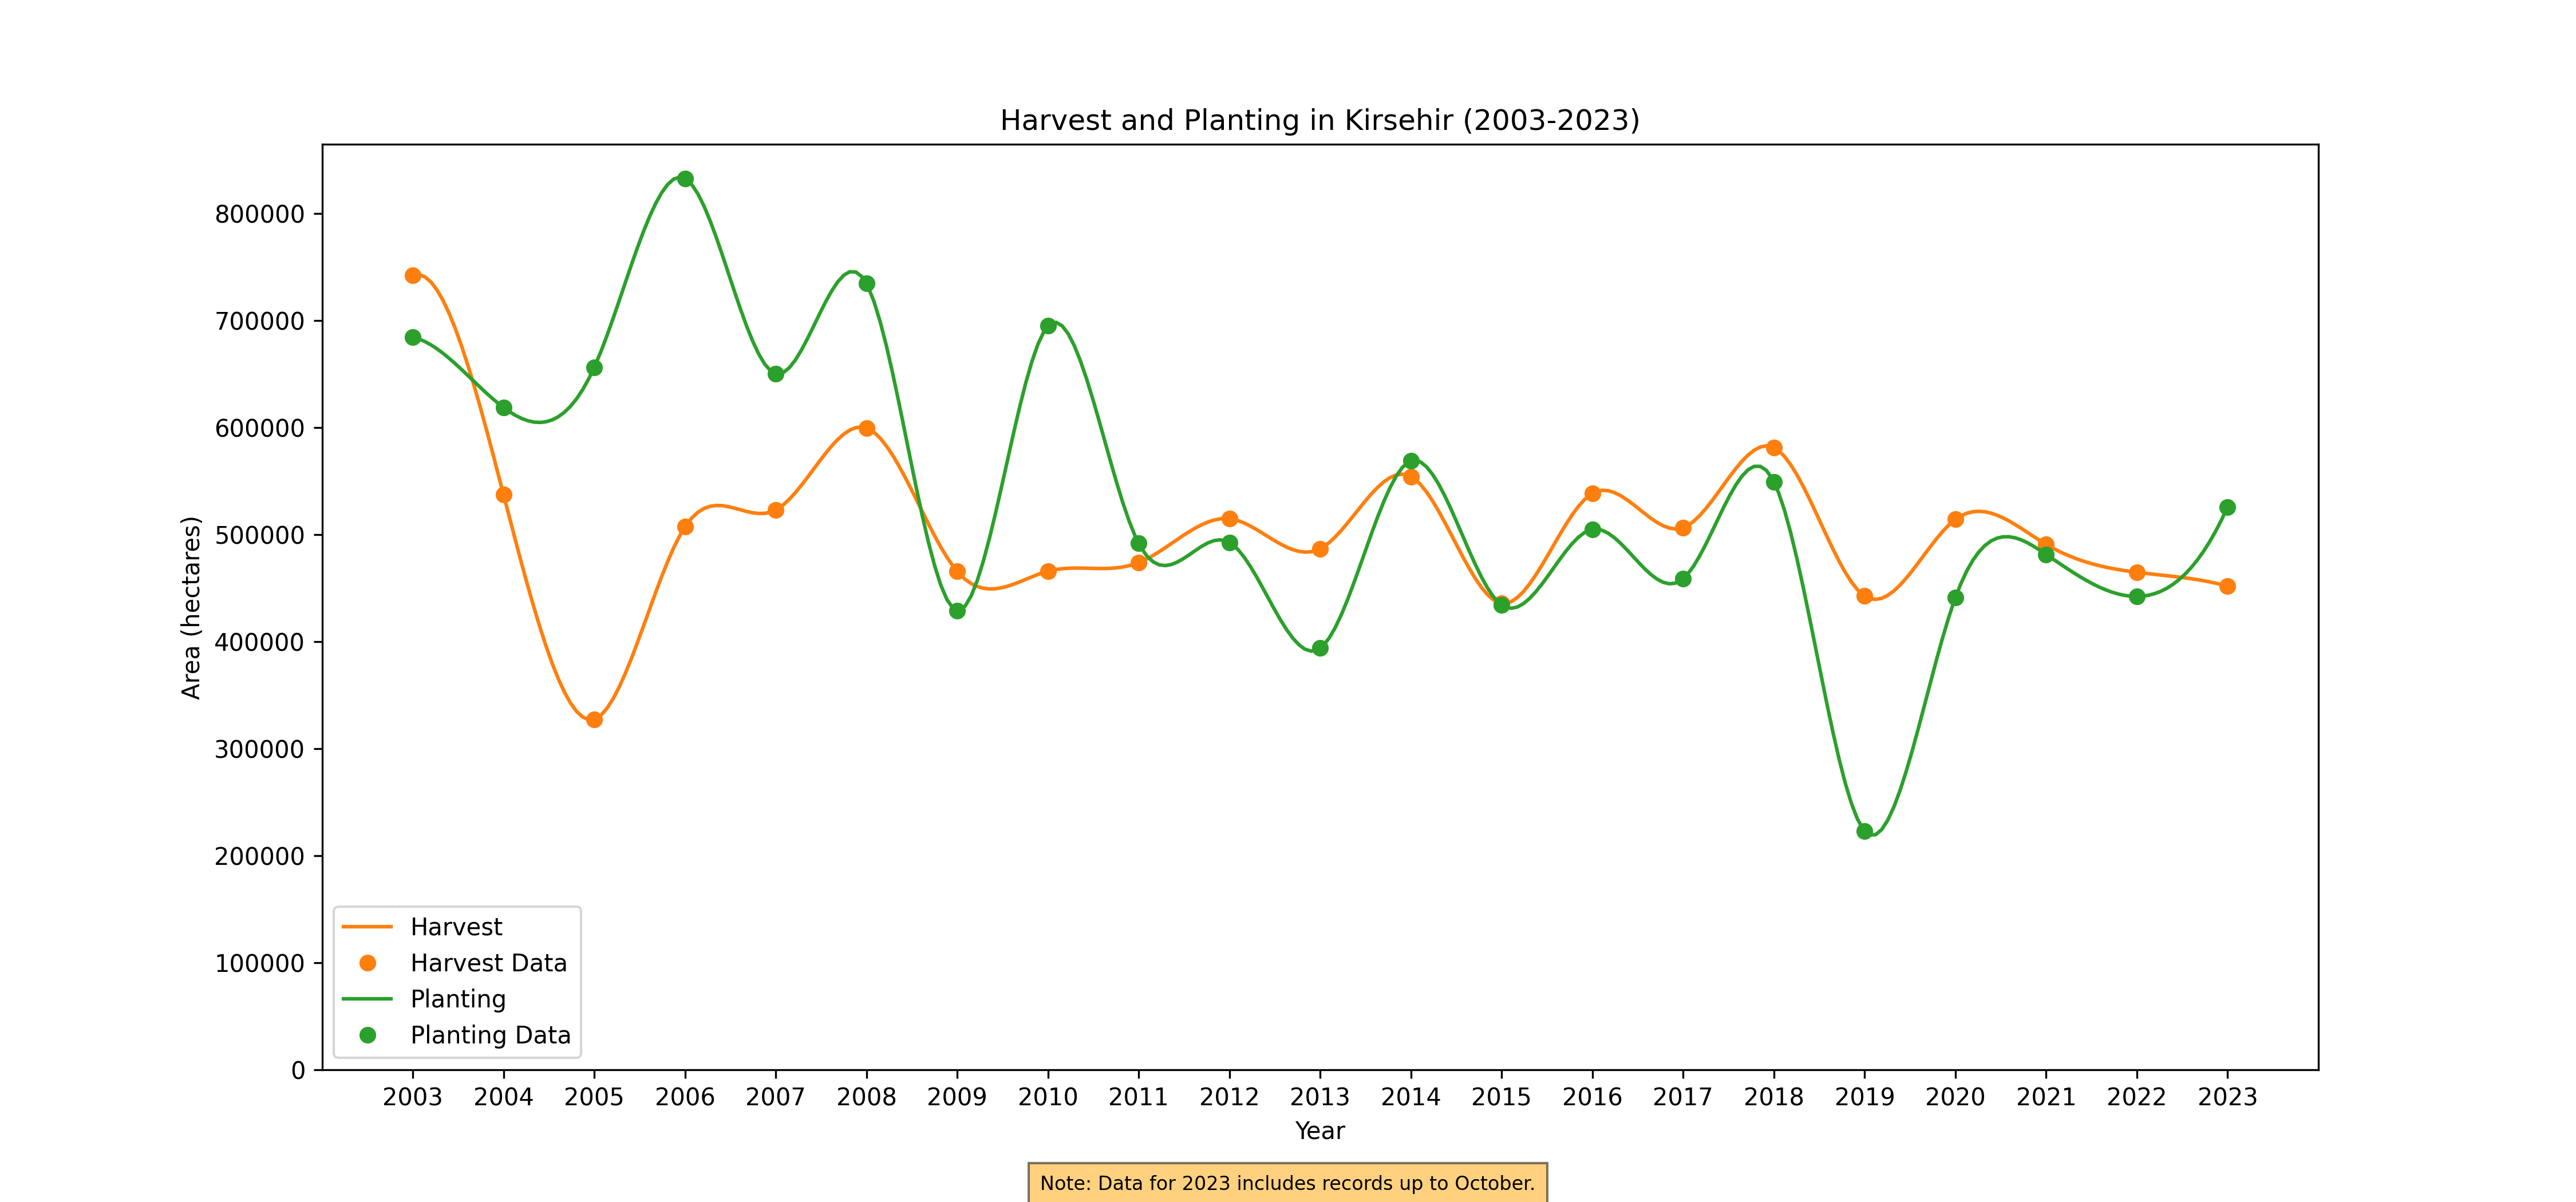 Harvest and Planting in Kirsehir (2003-2023)
Area (hectares)
800000
700000
600000
500000
400000
300000
200000
100000
0
Harvest
Harvest Data
Planting
Planting Data
2003 2004 2005 2006 2007 2008 2009 2010 2011 2012 2013 2014 2015 2016 2017 2018 2019 2020 2021 2022 2023
Year
Note: Data for 2023 includes records up to October.